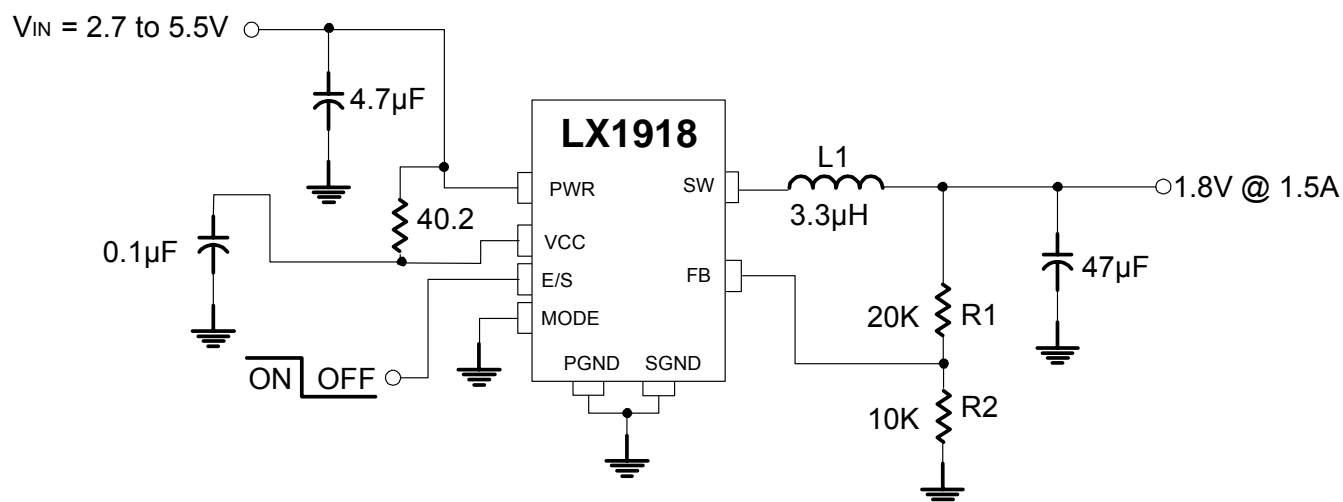 VIN = 2.7 to 5.5V
4.7µF
LX1918
L1
PWR
SW
1.8V @ 1.5A
40.2
3.3µH
0.1µF
VCC
E/S
FB
47µF
MODE
20K R1
PGND SGND
ON OFF
10K R2